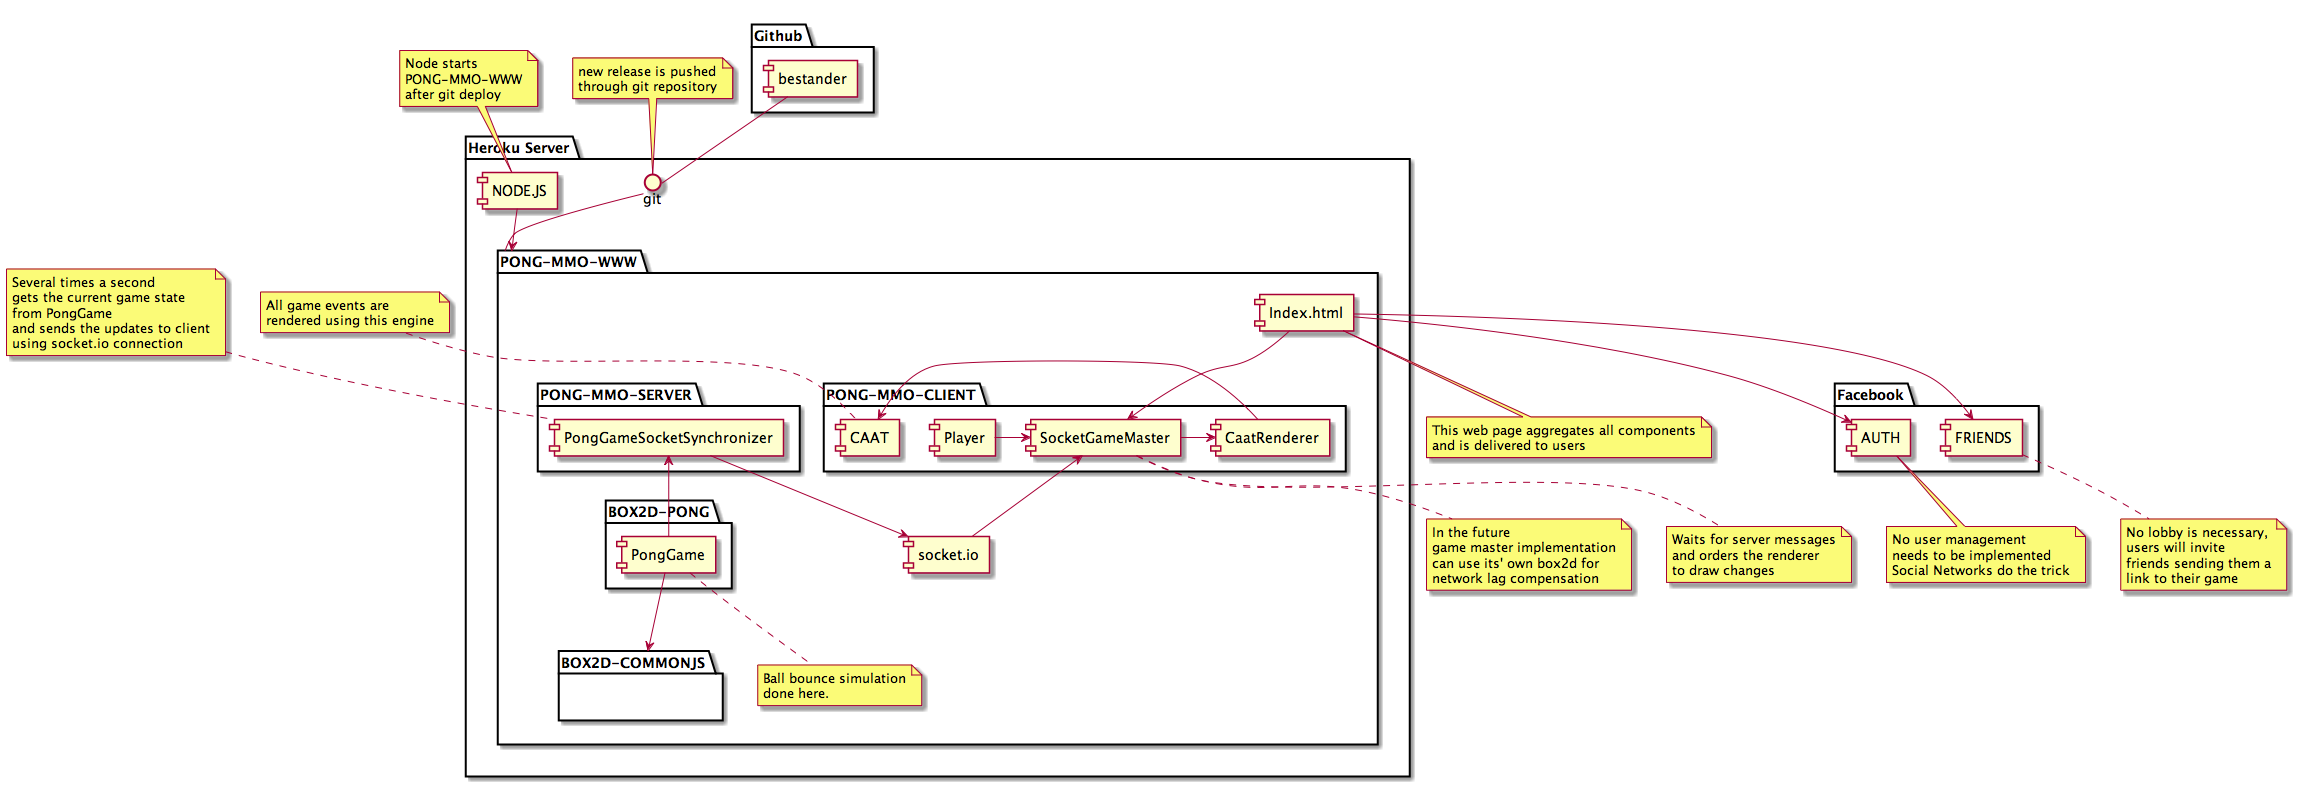 Github
bestander
Node starts
PONG-MMO-WWW
after git deploy
new release is pushed
through git repository
Heroku Server
NODE.JS
git
PONG-MMO-WWW
Several times a second
gets the current game state
from PongGame
and sends the updates to client
using socket.io connection
All game events are
rendered using this engine
Index.html
PONG-MMO-SERVER
PongGameSocketSynchronizer
PONG-MMO-CLIENT
CAAT
Player
SocketGameMaster
CaatRenderer
This web page aggregates all components
and is delivered to users
Facebook
AUTH
FRIENDS
BOX2D-PONG
PongGame
socket.io
In the future
game master implementation
can use its' own box2d for
network lag compensation
Waits for server messages
and orders the renderer
to draw changes
No user management
needs to be implemented
Social Networks do the trick
No lobby is necessary,
users will invite
friends sending them a
link to their game
BOX2D-COMMONJS
Ball bounce simulation
done here.